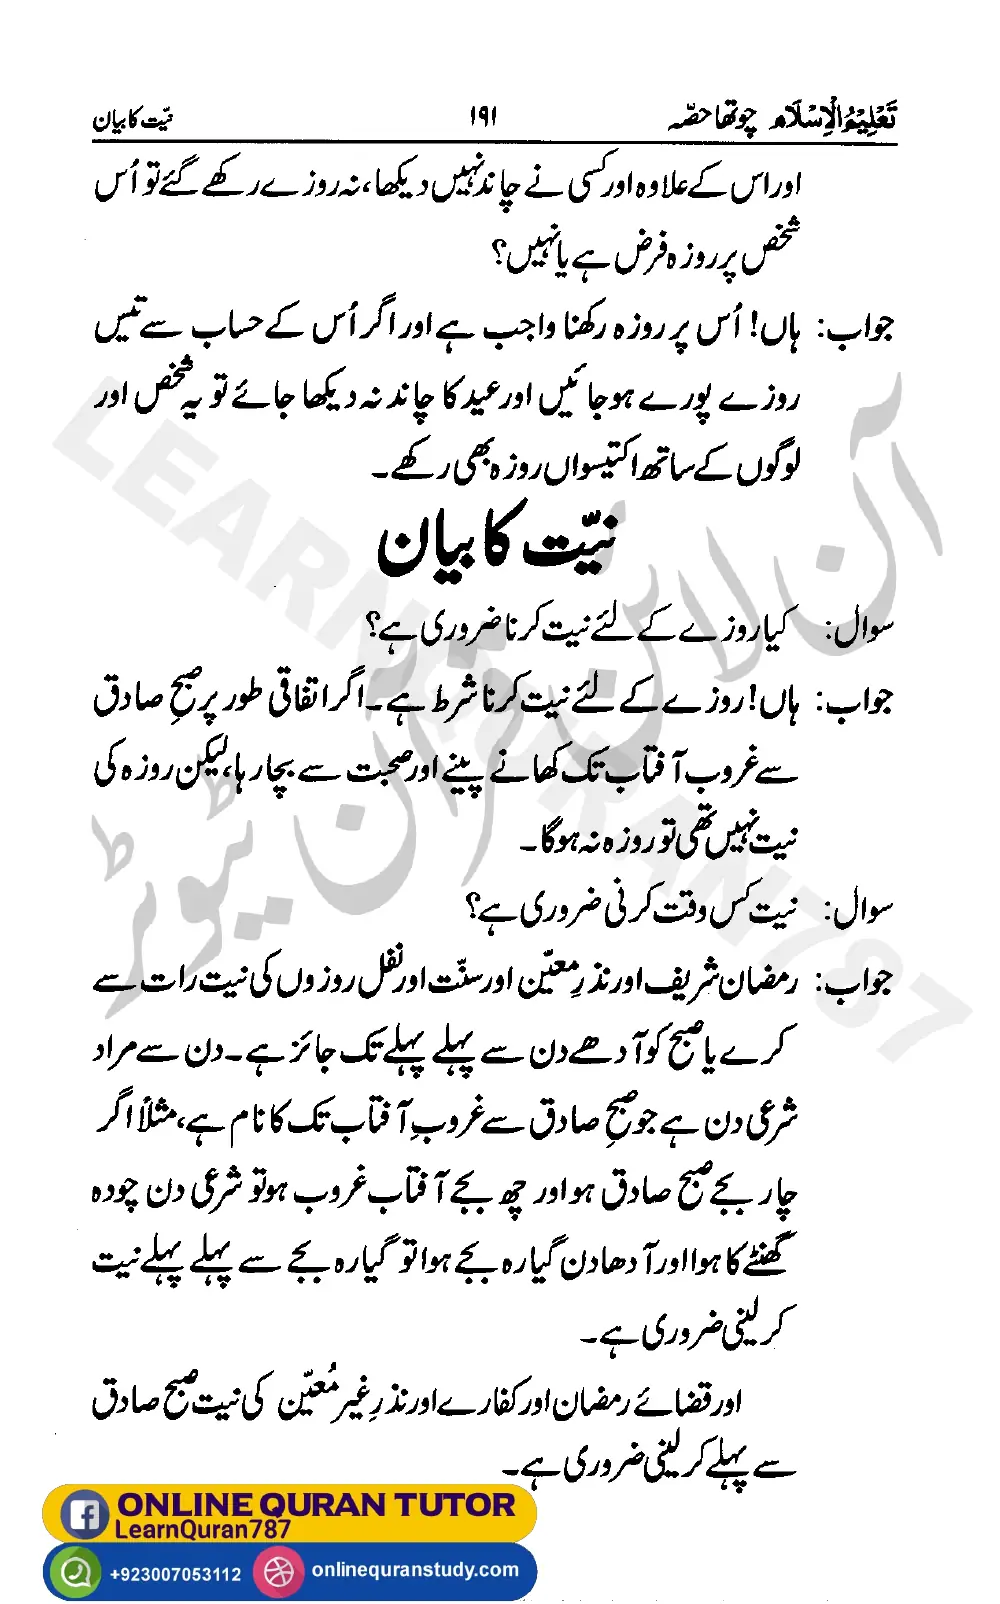 تَعْلِيْمُ الْاِسْلَام چوتھا حصّہ ۱۹۱ نیّت کا بیان
اور اس کے علاوہ اور کسی نے چاند نہیں دیکھا، نہ روزے رکھے گئے تو اُس
شخص پر روزہ فرض ہے یا نہیں؟
جواب: ہاں! اُس پر روزہ رکھنا واجب ہے اور اگر اُس کے حساب سے تیس
روزے پورے ہوجائیں اور عید کا چاند نہ دیکھا جائے تو یہ شخص اور
لوگوں کے ساتھ اکتیسواں روزہ بھی رکھے۔
نیّت کا بیان
سوال: کیا روزے کے لئے نیت کرنا ضروری ہے؟
جواب: ہاں! روزے کے لئے نیت کرنا شرط ہے۔ اگر اتفاقی طور پر صبح صادق
سے غروب آفتاب تک کھانے پینے اور صحبت سے بچا رہا، لیکن روزہ کی
نیت نہیں تھی تو روزہ نہ ہوگا۔
سوال: نیت کس وقت کرنی ضروری ہے؟
جواب: رمضان شریف اور نذرِ معیّن اور سنّت اور نفل روزوں کی نیت رات سے
کرے یا صبح کو آدھے دن سے پہلے پہلے تک جائز ہے۔ دن سے مراد
شرعی دن ہے جو صبح صادق سے غروبِ آفتاب تک کا نام ہے، مثلاً اگر
چار بجے صبح صادق ہو اور چھ بجے آفتاب غروب ہو تو شرعی دن چودہ
گھنٹے کا ہوا اور آدھا دن گیارہ بجے ہوا تو گیارہ بجے سے پہلے پہلے نیت
کرلینی ضروری ہے۔
اور قضائے رمضان اور کفارے اور نذرِ غیر مُعیّن کی نیت صبح صادق
سے پہلے کرلینی ضروری ہے۔
آن لائن قرآن ٹیوٹر
LEARNQURAN787
ONLINE QURAN TUTOR
LearnQuran787
+923007053112 onlinequranstudy.com